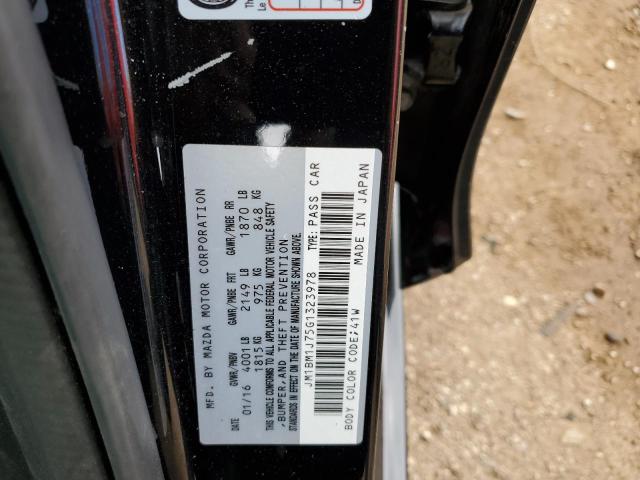 MFD. BY MAZDA MOTOR CORPORATION
DATE GVWR/PNBV GAWR/PNBE FRT GAWR/PNBE RR
01/16 4001 LB 2149 LB 1870 LB
1815 KG 975 KG 848 KG
THIS VEHICLE CONFORMS TO ALL APPLICABLE FEDERAL MOTOR VEHICLE SAFETY
,BUMPER, AND THEFT PREVENTION
STANDARDS IN EFFECT ON THE DATE OF MANUFACTURE SHOWN ABOVE.
JM1BM1J75G1323978 TYPE: PASS CAR
BODY COLOR CODE;41W MADE IN JAPAN
Th
Le